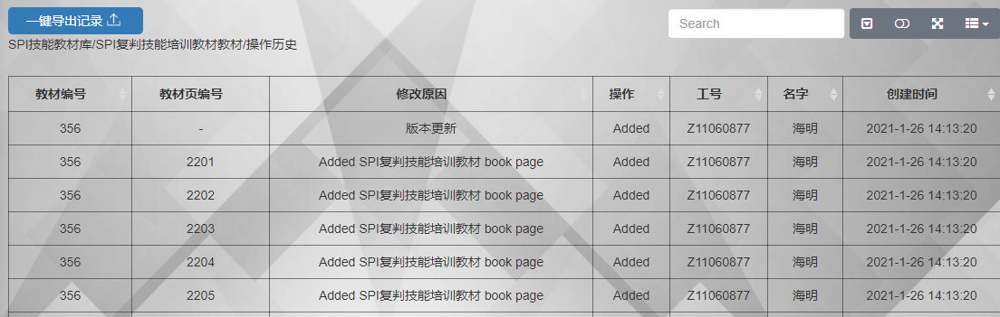 一键导出记录
Search
SPI技能教材库/SPI复判技能培训教材教材/操作历史
教材编号 教材页编号 修改原因 操作 工号 名字 创建时间
356 - 版本更新 Added Z11060877 海明 2021-1-26 14:13:20
356 2201 Added SPI复判技能培训教材 book page Added Z11060877 海明 2021-1-26 14:13:20
356 2202 Added SPI复判技能培训教材 book page Added Z11060877 海明 2021-1-26 14:13:20
356 2203 Added SPI复判技能培训教材 book page Added Z11060877 海明 2021-1-26 14:13:20
356 2204 Added SPI复判技能培训教材 book page Added Z11060877 海明 2021-1-26 14:13:20
356 2205 Added SPI复判技能培训教材 book page Added Z11060877 海明 2021-1-26 14:13:20